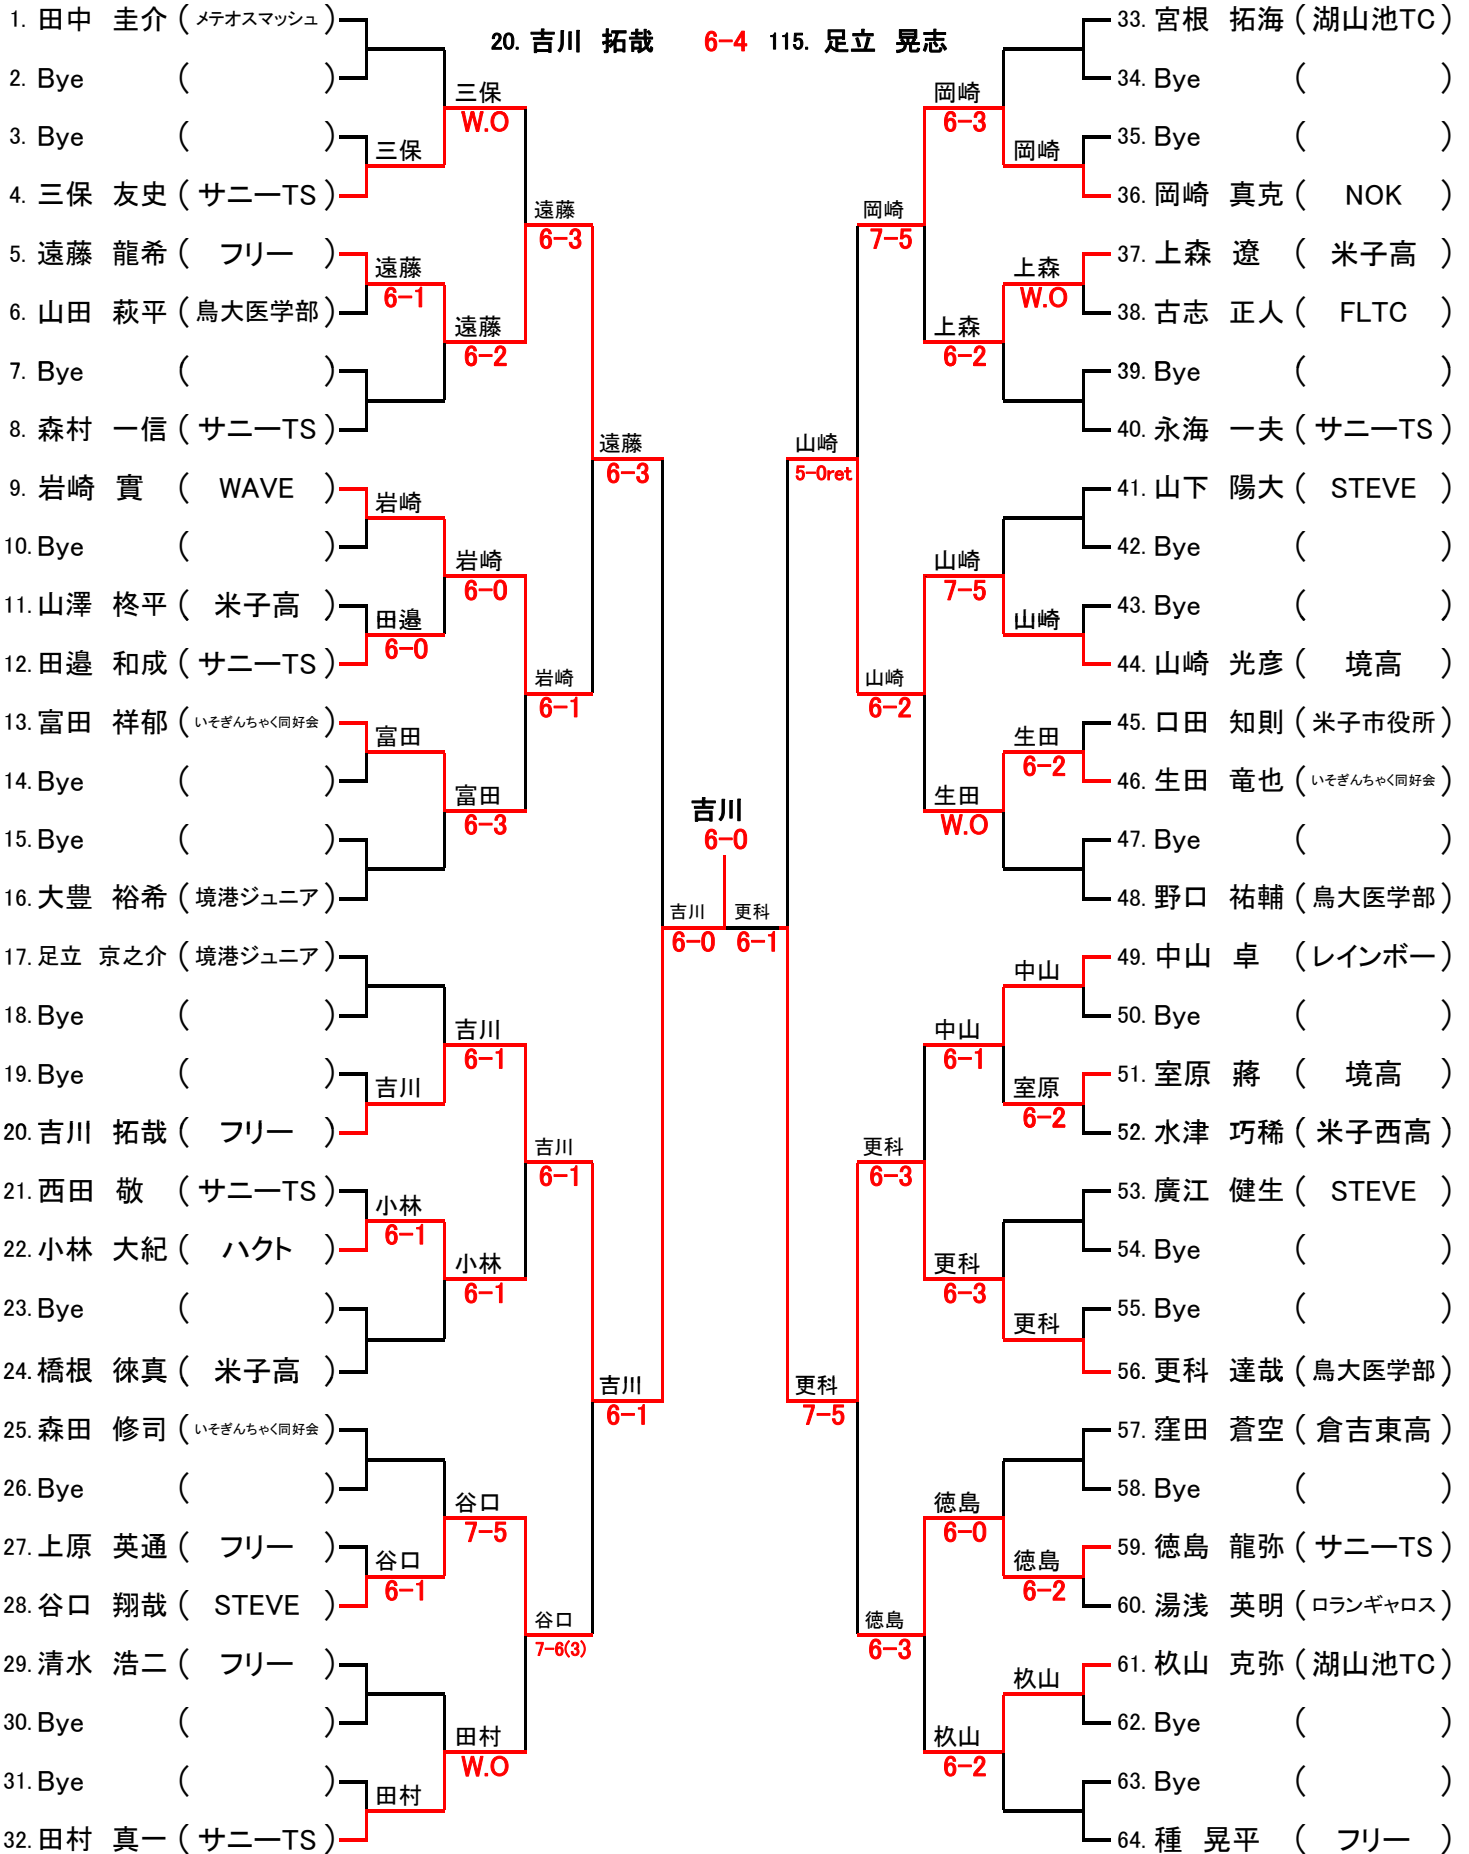 20. 吉川 拓哉 6-4 115. 足立 晃志
1. 田中 圭介 (メテオスマッシュ)
2. Bye ( )
3. Bye ( )
4. 三保 友史 (サニーTS)
5. 遠藤 龍希 (フリー)
6. 山田 萩平 (鳥大医学部)
7. Bye ( )
8. 森村 一信 (サニーTS)
9. 岩崎 實 (WAVE)
10. Bye ( )
11. 山澤 柊平 (米子高)
12. 田邉 和成 (サニーTS)
13. 富田 祥郁 (いそぎんちゃく同好会)
14. Bye ( )
15. Bye ( )
16. 大豊 裕希 (境港ジュニア)
17. 足立 京之介 (境港ジュニア)
18. Bye ( )
19. Bye ( )
20. 吉川 拓哉 (フリー)
21. 西田 敬 (サニーTS)
22. 小林 大紀 (ハクト)
23. Bye ( )
24. 橋根 徠真 (米子高)
25. 森田 修司 (いそぎんちゃく同好会)
26. Bye ( )
27. 上原 英通 (フリー)
28. 谷口 翔哉 (STEVE)
29. 清水 浩二 (フリー)
30. Bye ( )
31. Bye ( )
32. 田村 真一 (サニーTS)
三保
遠藤
6-1
岩崎
田邉
6-0
富田
吉川
小林
6-1
谷口
6-1
田村
三保
W.O
遠藤
6-2
岩崎
6-0
富田
6-3
吉川
6-1
小林
6-1
谷口
7-5
田村
W.O
遠藤
6-3
岩崎
6-1
吉川
6-1
谷口
7-6(3)
遠藤
6-3
吉川
6-1
吉川
6-0
吉川
6-0
更科
6-1
山崎
5-0ret
更科
7-5
岡崎
7-5
山崎
6-2
更科
6-3
徳島
6-3
岡崎
6-3
上森
6-2
山崎
7-5
生田
W.O
中山
6-1
更科
6-3
徳島
6-0
杦山
6-2
岡崎
上森
W.O
山崎
生田
6-2
中山
室原
6-2
更科
徳島
6-2
杦山
33. 宮根 拓海 (湖山池TC)
34. Bye ( )
35. Bye ( )
36. 岡崎 真克 (NOK)
37. 上森 遼 (米子高)
38. 古志 正人 (FLTC)
39. Bye ( )
40. 永海 一夫 (サニーTS)
41. 山下 陽大 (STEVE)
42. Bye ( )
43. Bye ( )
44. 山崎 光彦 (境高)
45. 口田 知則 (米子市役所)
46. 生田 竜也 (いそぎんちゃく同好会)
47. Bye ( )
48. 野口 祐輔 (鳥大医学部)
49. 中山 卓 (レインボー)
50. Bye ( )
51. 室原 蔣 (境高)
52. 水津 巧稀 (米子西高)
53. 廣江 健生 (STEVE)
54. Bye ( )
55. Bye ( )
56. 更科 達哉 (鳥大医学部)
57. 窪田 蒼空 (倉吉東高)
58. Bye ( )
59. 徳島 龍弥 (サニーTS)
60. 湯浅 英明 (ロランギャロス)
61. 杦山 克弥 (湖山池TC)
62. Bye ( )
63. Bye ( )
64. 種 晃平 (フリー)